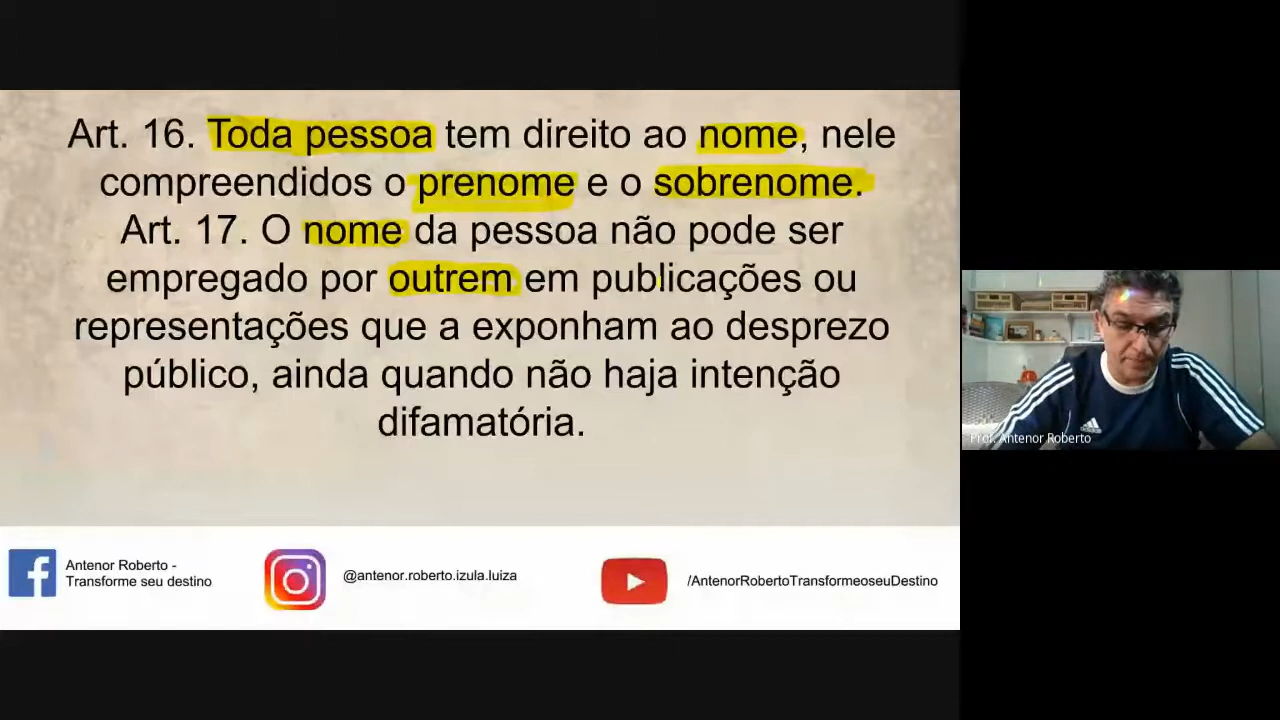 Art. 16. Toda pessoa tem direito ao nome, nele
compreendidos o prenome e o sobrenome.
Art. 17. O nome da pessoa não pode ser
empregado por outrem em publicações ou
representações que a exponham ao desprezo
público, ainda quando não haja intenção
difamatória.
Antenor Roberto -
Transforme seu destino
@antenor.roberto.izula.luiza
/AntenorRobertoTransformeoseuDestino
adidas
Prof. Antenor Roberto